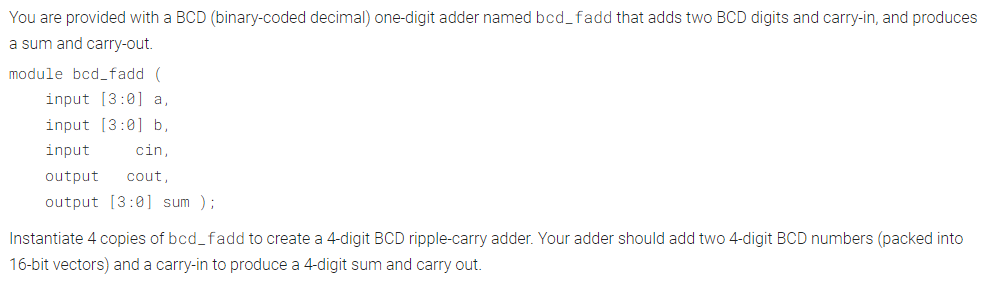 You are provided with a BCD (binary-coded decimal) one-digit adder named bcd_fadd that adds two BCD digits and carry-in, and produces
a sum and carry-out.
module bcd_fadd (
    input [3:0] a,
    input [3:0] b,
    input     cin,
    output   cout,
    output [3:0] sum );
Instantiate 4 copies of bcd_fadd to create a 4-digit BCD ripple-carry adder. Your adder should add two 4-digit BCD numbers (packed into
16-bit vectors) and a carry-in to produce a 4-digit sum and carry out.